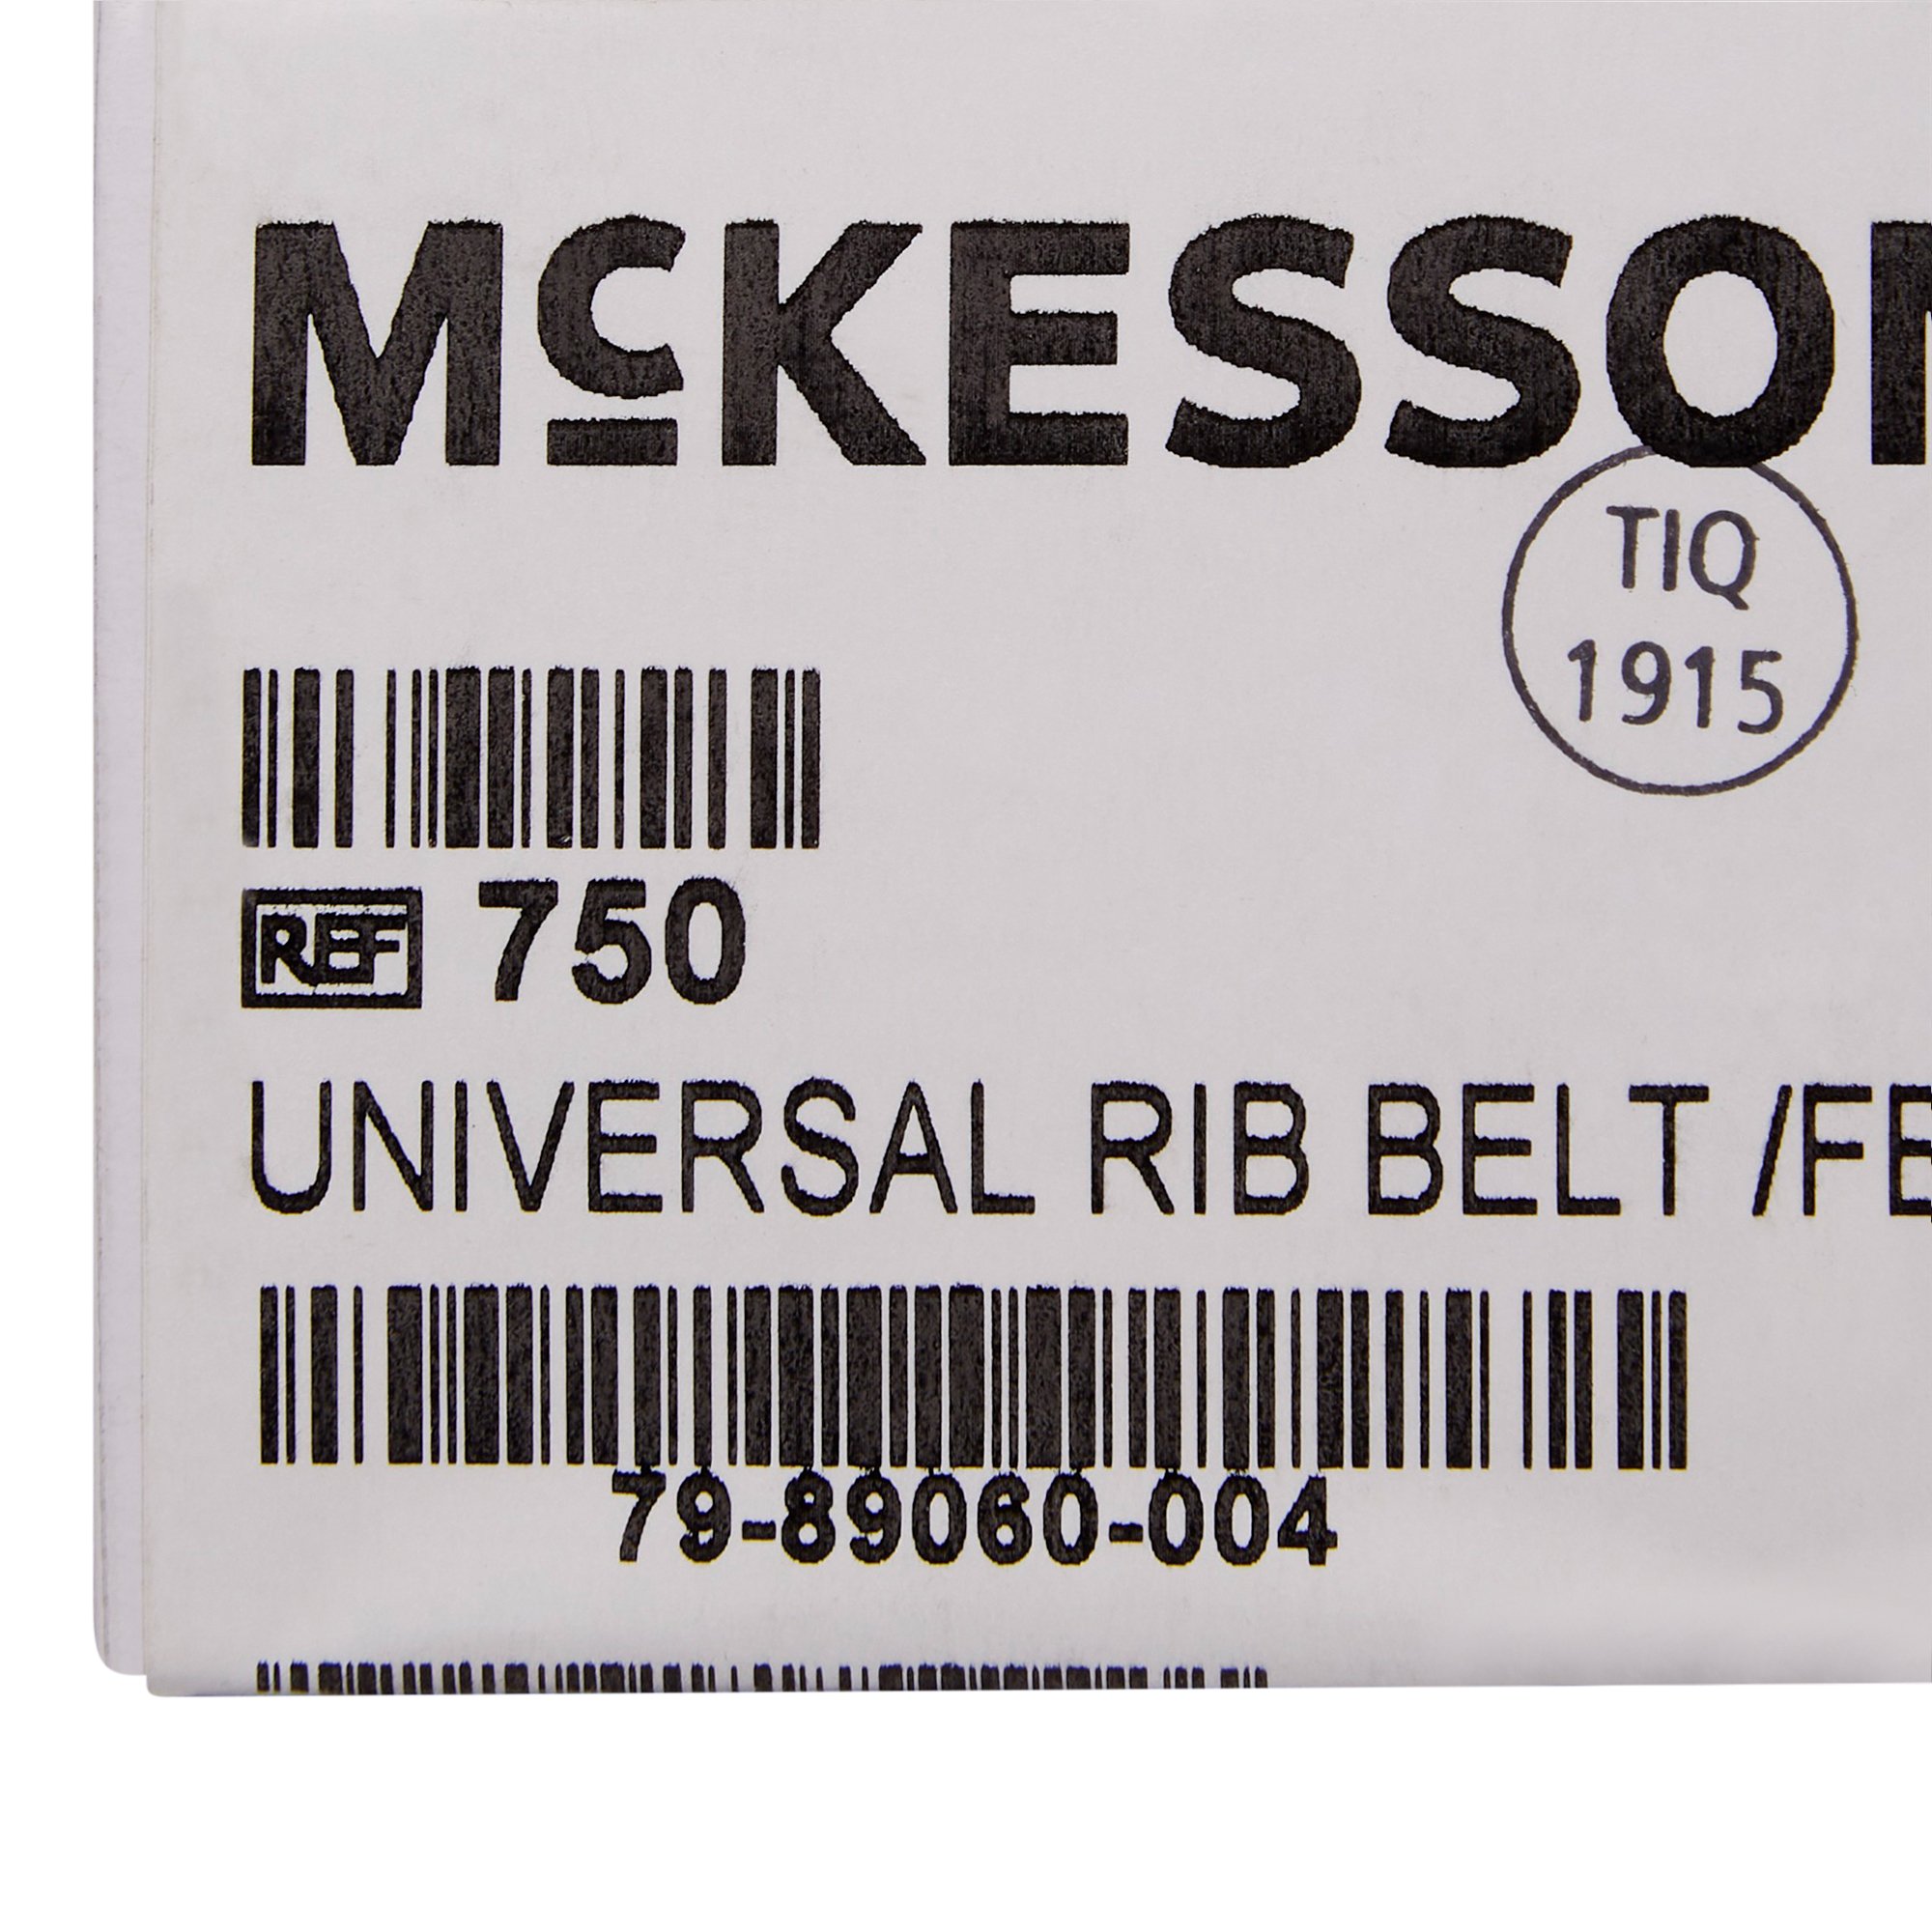 McKESSON
TIQ
1915
REF 750
UNIVERSAL RIB BELT /FE
79-89060-004